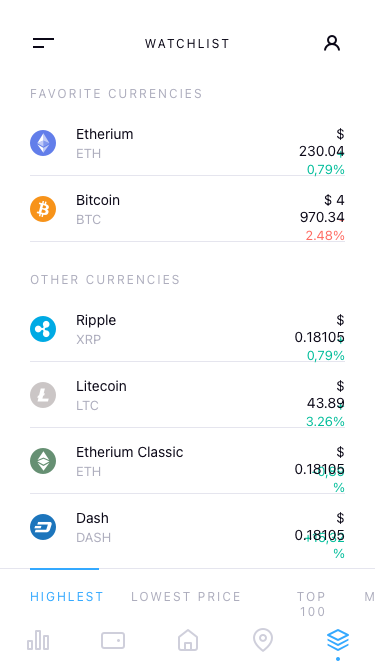 WATCHLIST
FAVORITE CURRENCIES
Etherium
$
230.04
ETH
0,79%
Bitcoin
$ 4
970.34
BTC
2.48%
OTHER CURRENCIES
Ripple
$
0.18105
XRP
0,79%
Litecoin
$
43.89
LTC
3.26%
Etherium Classic
$
0.18105
ETH
%
Dash
$
0.18105
DASH
%
HIGHLEST
LOWEST PRICE
TOP
100
M